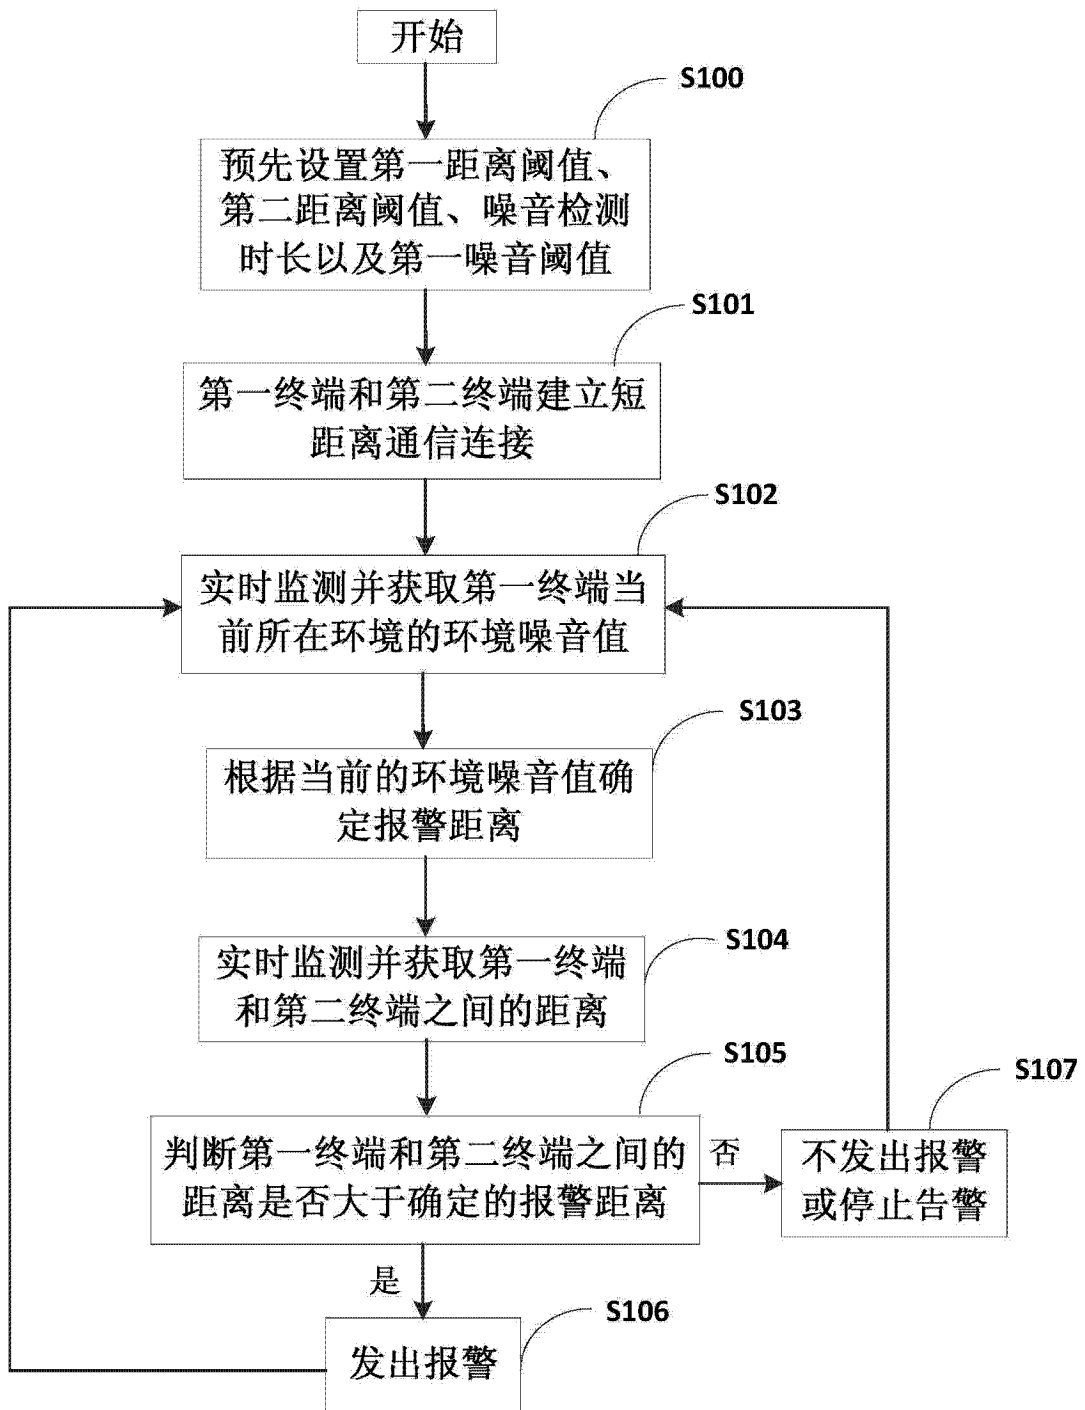 开始
S100
预先设置第一距离阈值、
第二距离阈值、噪音检测
时长以及第一噪音阈值
S101
第一终端和第二终端建立短
距离通信连接
S102
实时监测并获取第一终端当
前所在环境的环境噪音值
S103
根据当前的环境噪音值确
定报警距离
S104
实时监测并获取第一终端
和第二终端之间的距离
S105
判断第一终端和第二终端之间的
距离是否大于确定的报警距离
否
S107
不发出报警
或停止告警
是
S106
发出报警